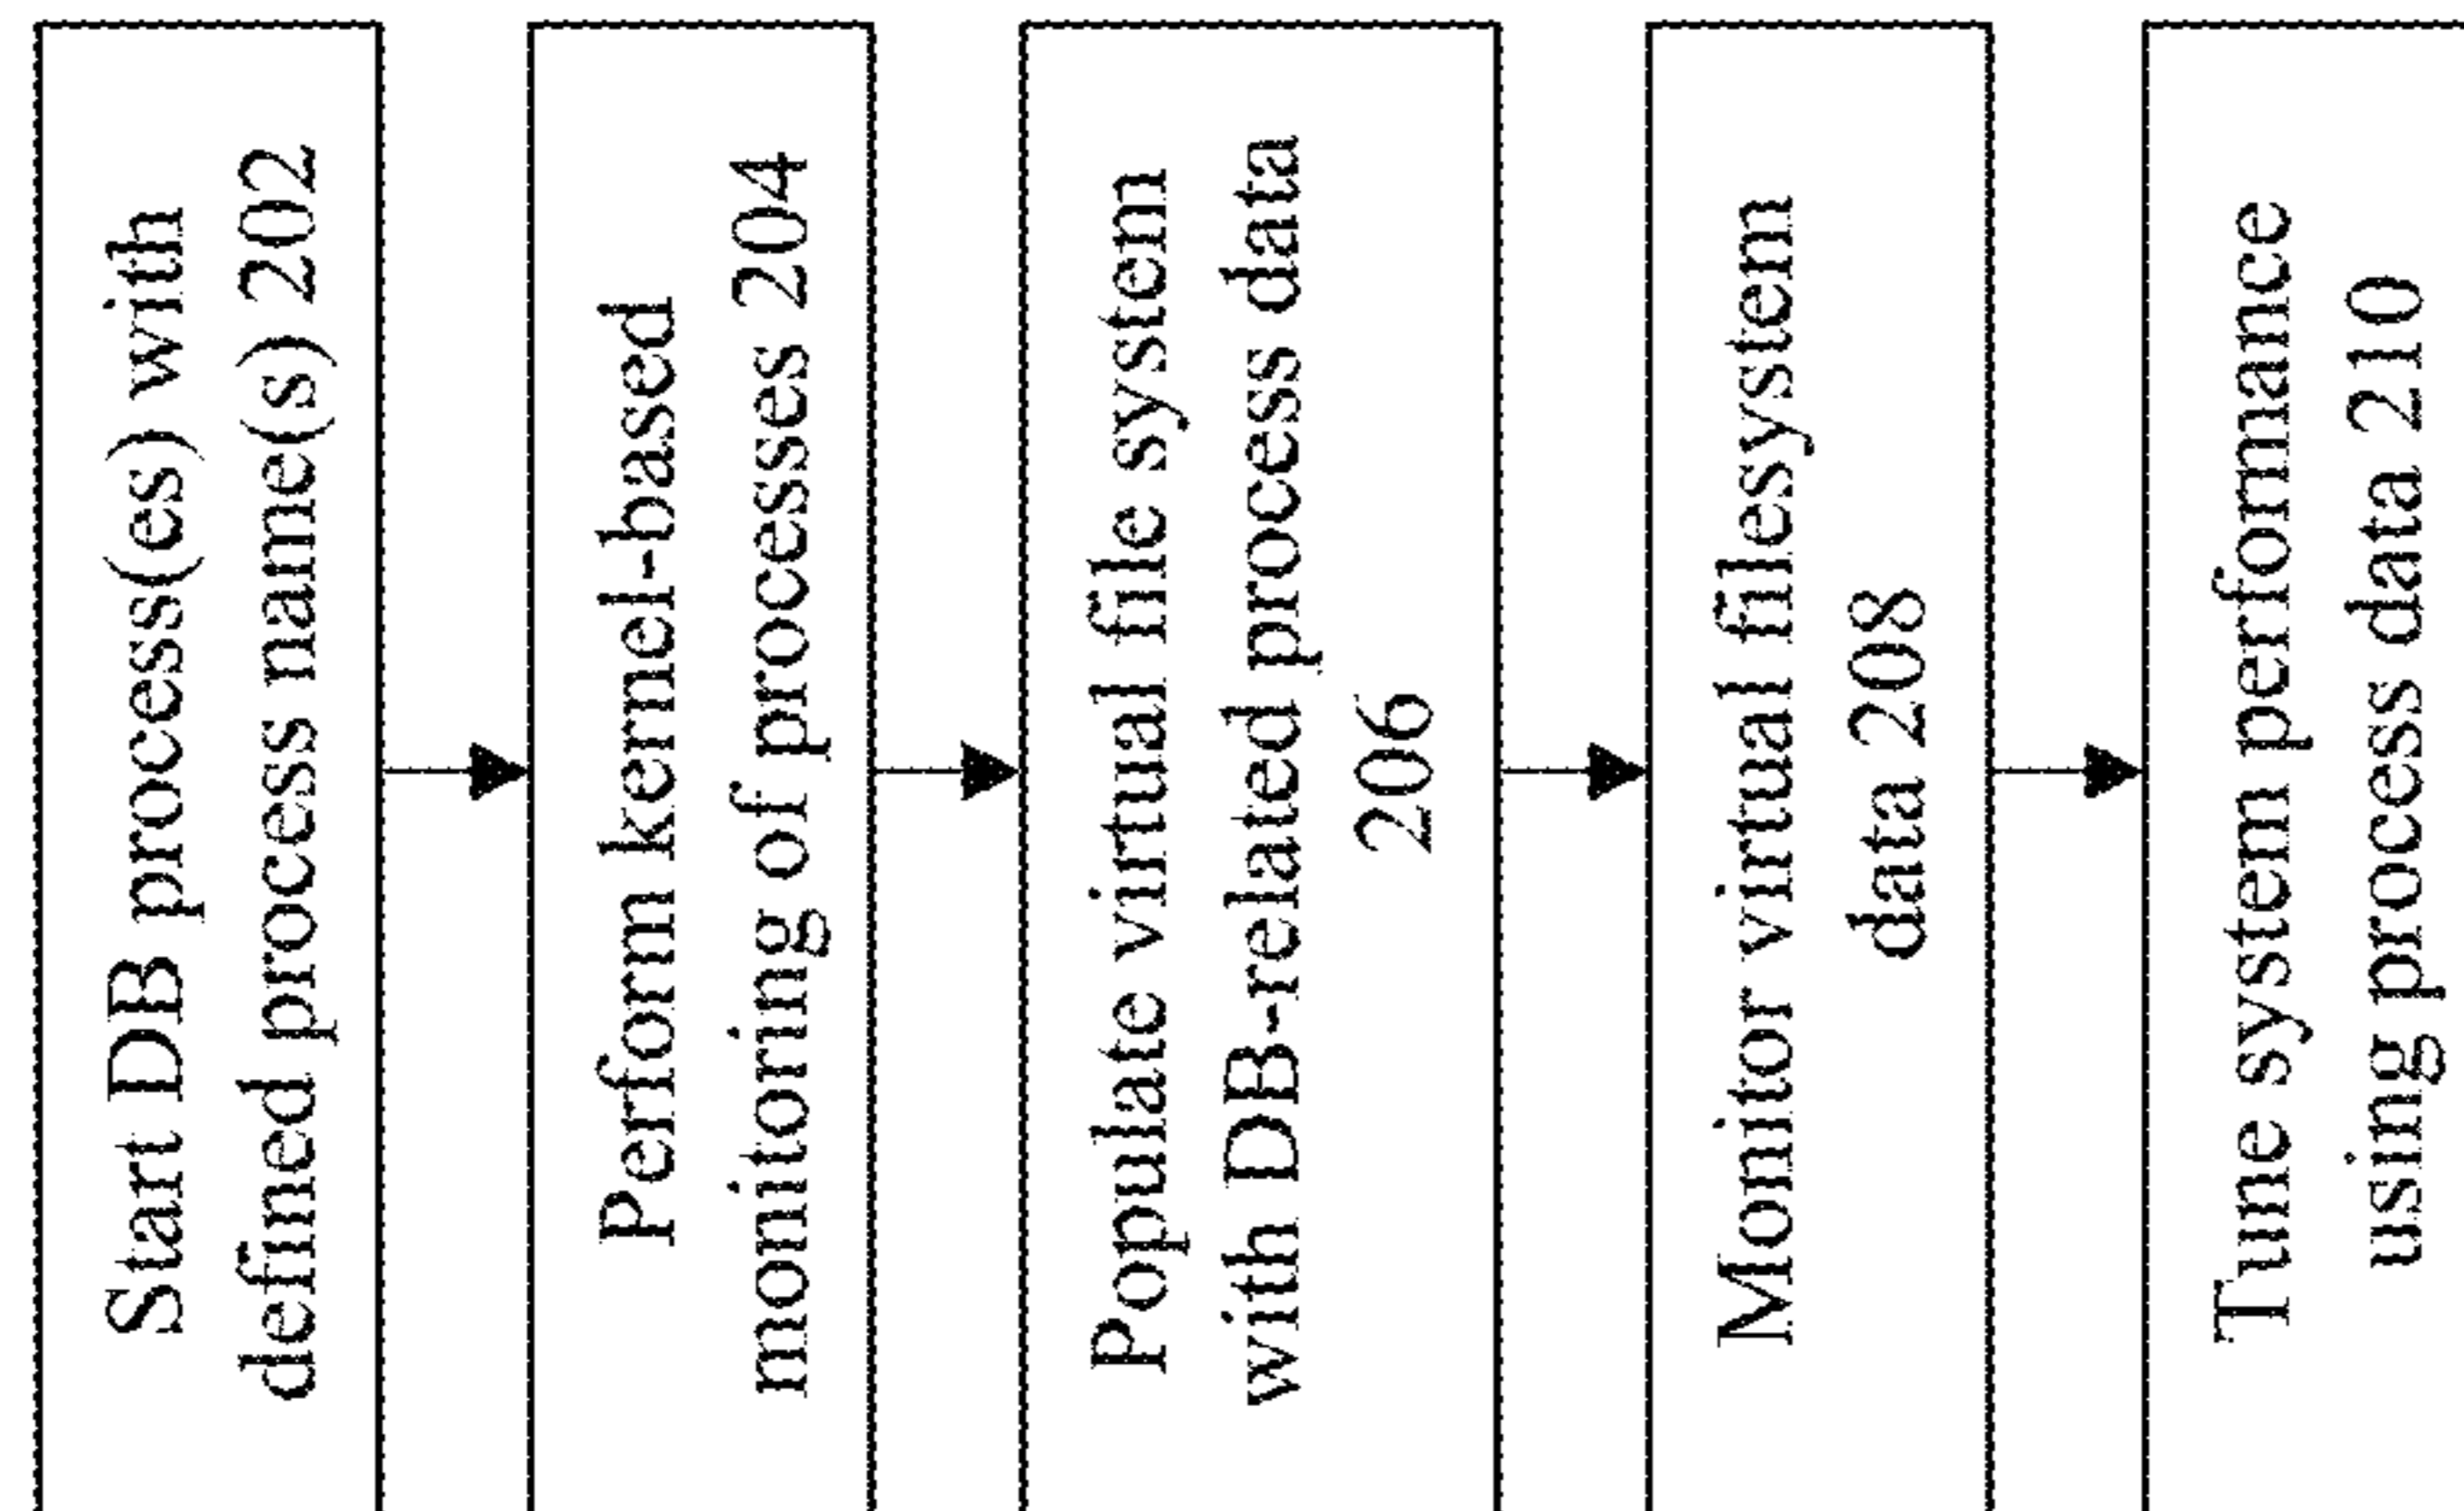 Start DB process(es) with
defined process name(s) 202
Perform kernel-based
monitoring of processes 204
Populate virtual file system
with DB-related process data
206
Monitor virtual filesystem
data 208
Tune system perfomance
using process data 210